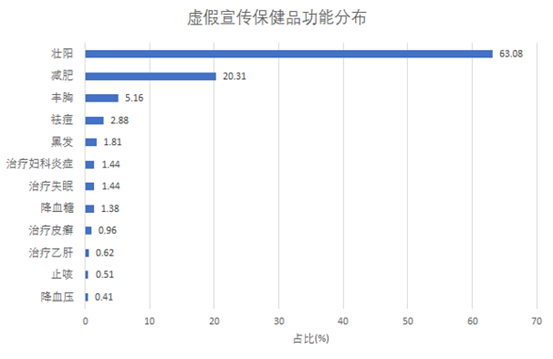 虚假宣传保健品功能分布
壮阳 63.08
减肥 20.31
丰胸 5.16
祛痘 2.88
黑发 1.81
治疗妇科炎症 1.44
治疗失眠 1.44
降血糖 1.38
治疗皮癣 0.96
治疗乙肝 0.62
止咳 0.51
降血压 0.41
0 10 20 30 40 50 60 70
占比(%)